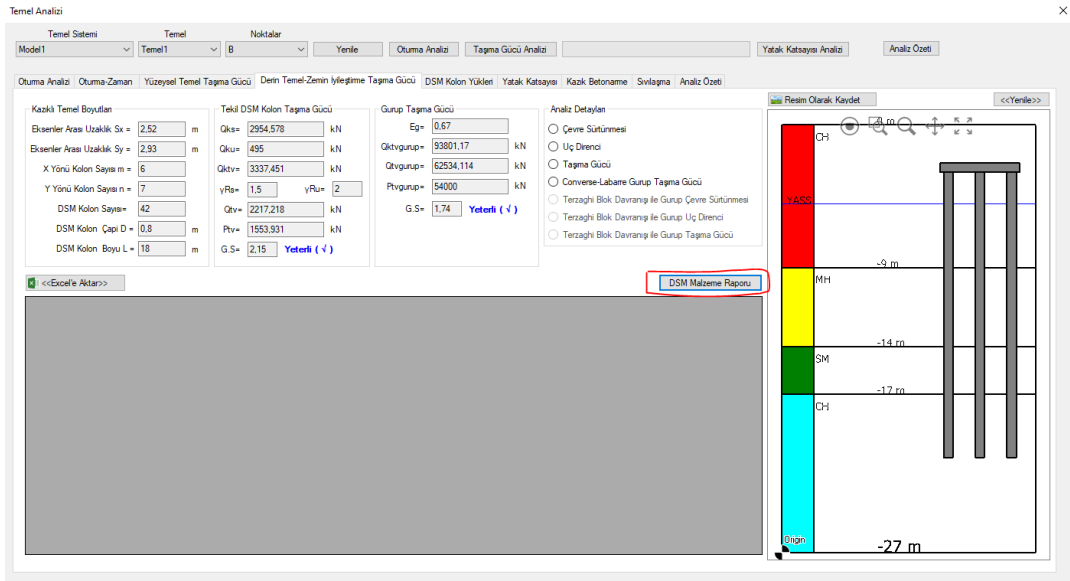 Temel Analizi
Temel Sistemi Temel Noktalar
Model1 Temel1 B Yenile Oturma Analizi Taşıma Gücü Analizi Yatak Katsayısı Analizi Analiz Özeti
Oturma Analizi Oturma-Zaman Yüzeysel Temel Taşıma Gücü Derin Temel-Zemin İyileştirme Taşıma Gücü DSM Kolon Yükleri Yatak Katsayısı Kazık Betonarme Sıvılaşma Analiz Özeti
Kazıklı Temel Boyutları
Eksenler Arası Uzaklık Sx = 2,52 m
Eksenler Arası Uzaklık Sy = 2,93 m
X Yönü Kolon Sayısı m = 6
Y Yönü Kolon Sayısı n = 7
DSM Kolon Sayısı= 42
DSM Kolon Çapı D = 0,8 m
DSM Kolon Boyu L = 18 m
Tekil DSM Kolon Taşıma Gücü
Qks= 2954,578 kN
Qku= 495 kN
Qktv= 3337,451 kN
γRs= 1,5 γRu= 2
Qtv= 2217,218 kN
Ptv= 1553,931 kN
G.S= 2,15 Yeterli ( √ )
Gurup Taşıma Gücü
Eg= 0,67
Qktvgurup= 93801,17 kN
Qtvgurup= 62534,114 kN
Ptvgurup= 54000 kN
G.S= 1,74 Yeterli ( √ )
Analiz Detayları
Çevre Sürtünmesi
Uç Direnci
Taşıma Gücü
Converse-Labarre Gurup Taşıma Gücü
Terzaghi Blok Davranışı ile Gurup Çevre Sürtünmesi
Terzaghi Blok Davranışı ile Gurup Uç Direnci
Terzaghi Blok Davranışı ile Gurup Taşıma Gücü
<<Excel'e Aktar>> DSM Malzeme Raporu
Resim Olarak Kaydet <<Yenile>>
0 m
CH
YASS
-9 m
MH
-14 m
SM
-17 m
CH
Origin
-27 m